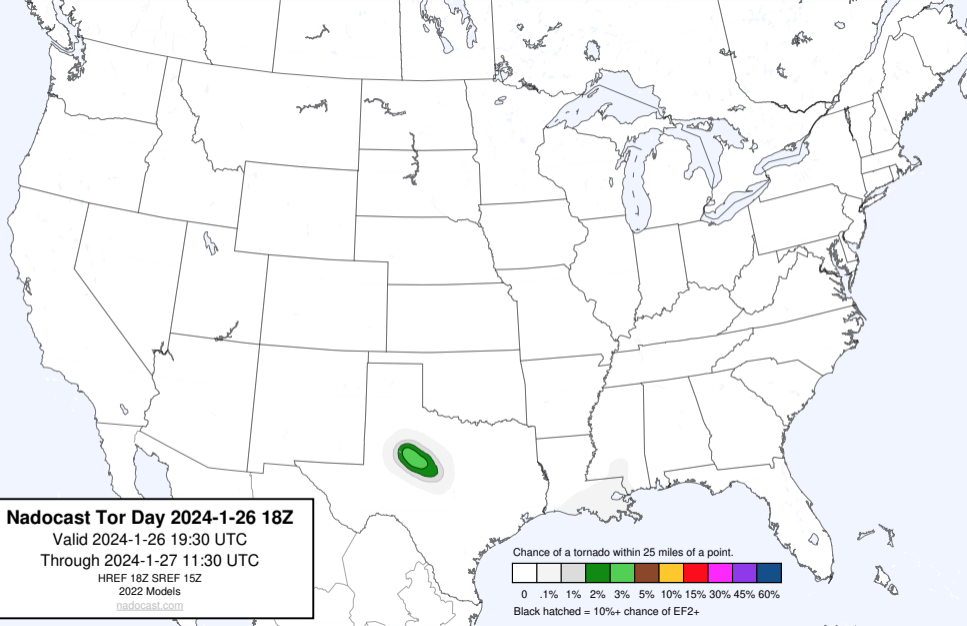 Nadocast Tor Day 2024-1-26 18Z
Valid 2024-1-26 19:30 UTC
Through 2024-1-27 11:30 UTC
HREF 18Z SREF 15Z
2022 Models
nadocast.com
Chance of a tornado within 25 miles of a point.
0 .1% 1% 2% 3% 5% 10% 15% 30% 45% 60%
Black hatched = 10%+ chance of EF2+